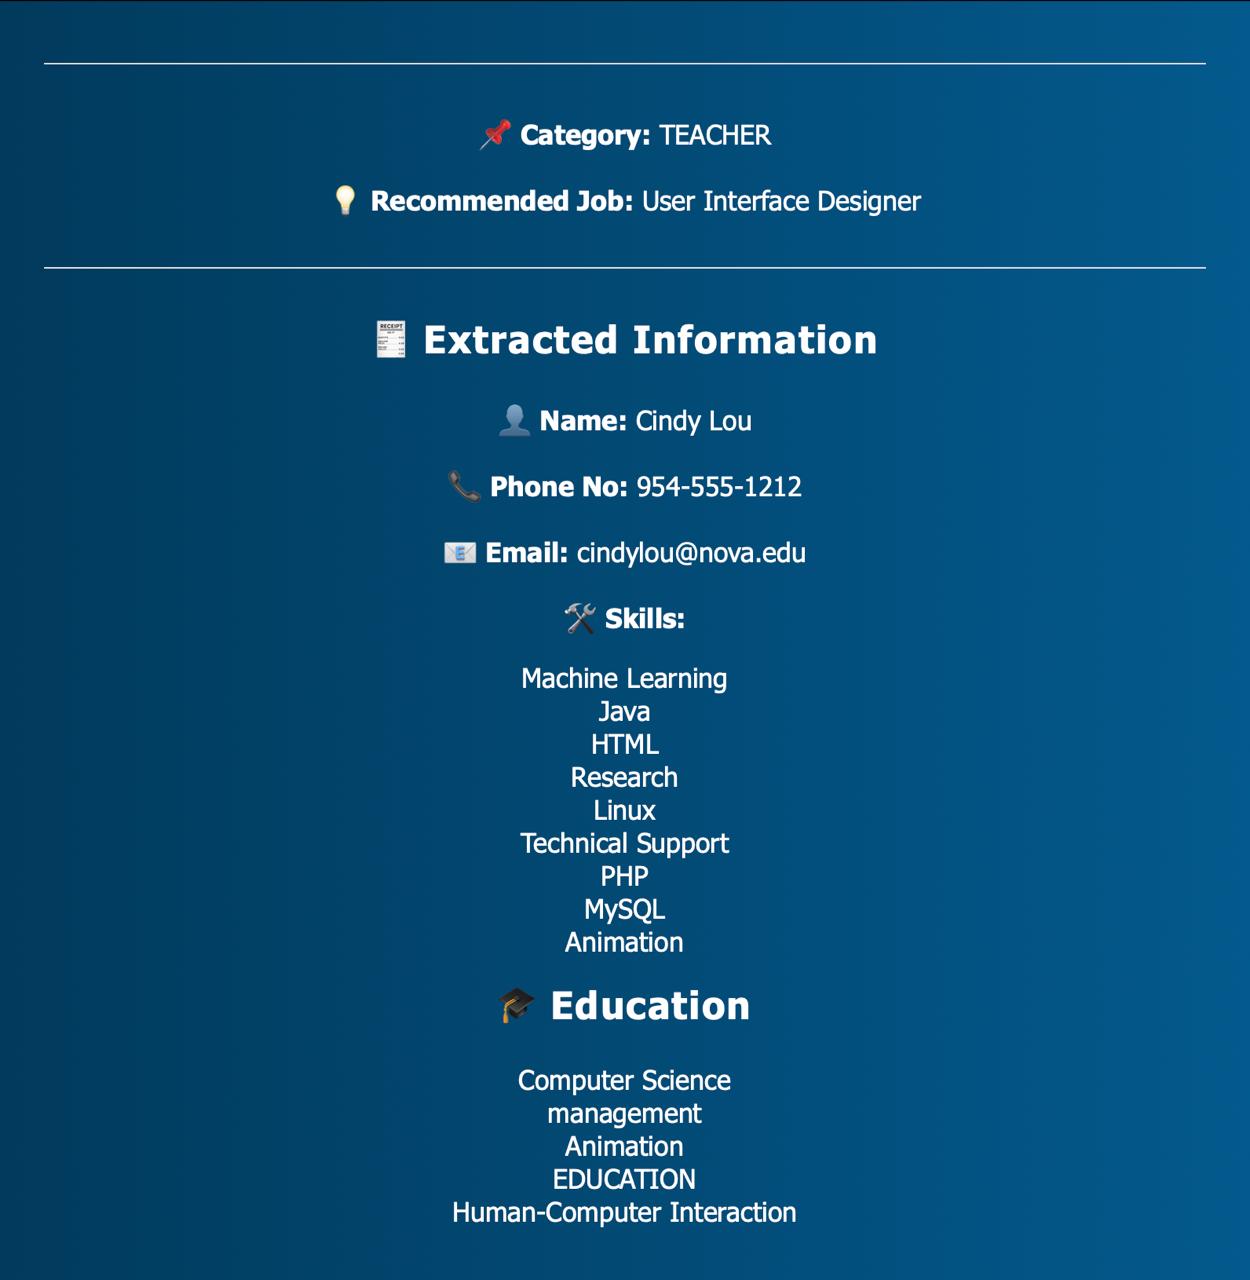 Category: TEACHER
Recommended Job: User Interface Designer
RECEIPT
Extracted Information
Name: Cindy Lou
Phone No: 954-555-1212
Email: cindylou@nova.edu
Skills:
Machine Learning
Java
HTML
Research
Linux
Technical Support
PHP
MySQL
Animation
Education
Computer Science
management
Animation
EDUCATION
Human-Computer Interaction